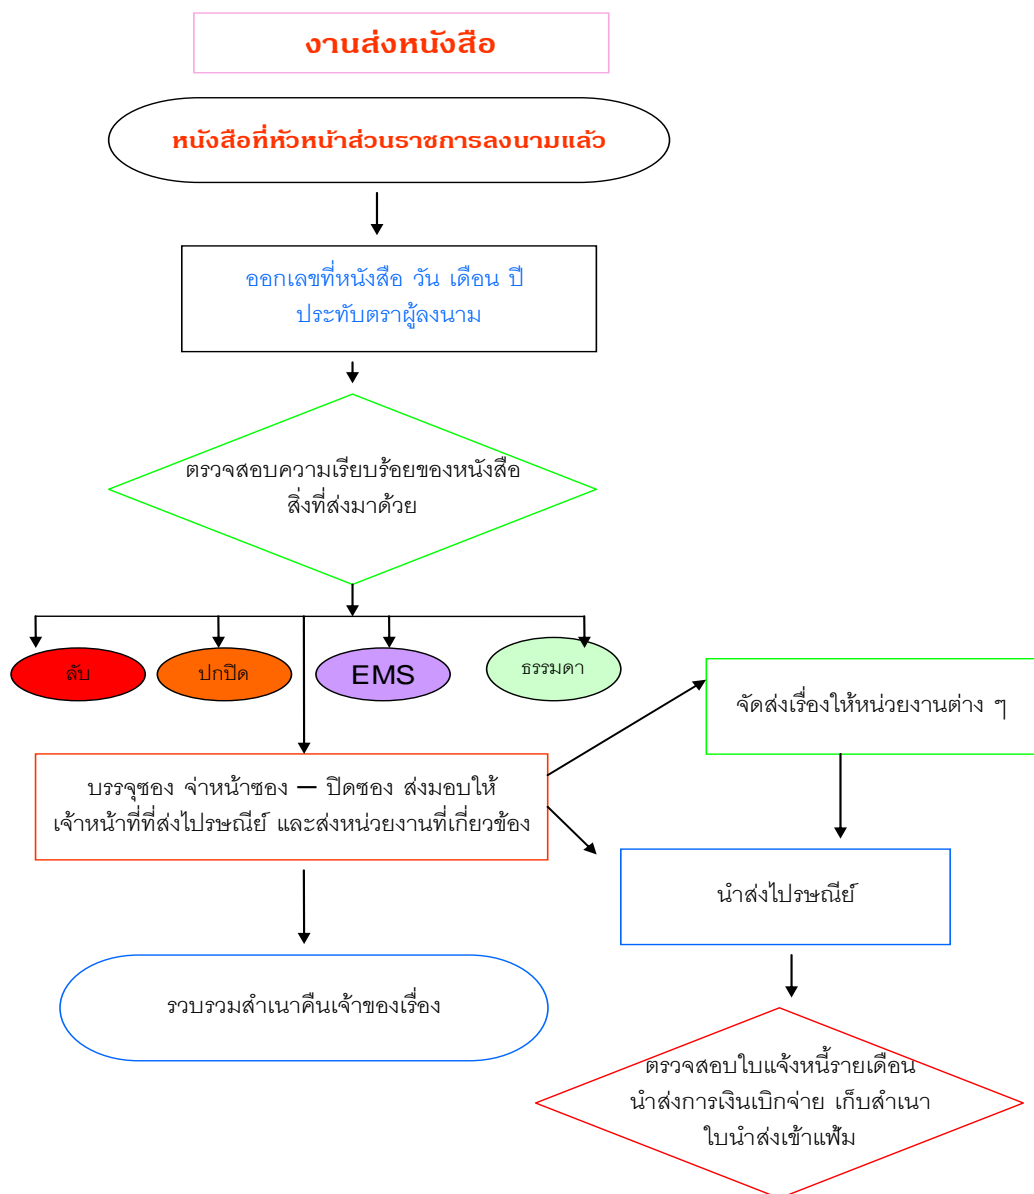 งานส่งหนังสือ
หนังสือที่หัวหน้าส่วนราชการลงนามแล้ว
ออกเลขที่หนังสือ วัน เดือน ปี
ประทับตราผู้ลงนาม
ตรวจสอบความเรียบร้อยของหนังสือ
สิ่งที่ส่งมาด้วย
ลับ
ปกปิด
EMS
ธรรมดา
จัดส่งเรื่องให้หน่วยงานต่าง ๆ
บรรจุซอง จ่าหน้าซอง – ปิดซอง ส่งมอบให้
เจ้าหน้าที่ที่ส่งไปรษณีย์ และส่งหน่วยงานที่เกี่ยวข้อง
นำส่งไปรษณีย์
รวบรวมสำเนาคืนเจ้าของเรื่อง
ตรวจสอบใบแจ้งหนี้รายเดือน
นำส่งการเงินเบิกจ่าย เก็บสำเนา
ใบนำส่งเข้าแฟ้ม